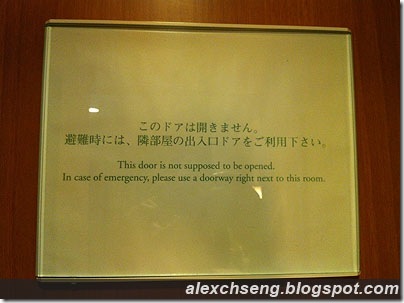 このドアは開きません。
避難時には、隣部屋の出入口ドアをご利用下さい。
This door is not supposed to be opened.
In case of emergency, please use a doorway right next to this room.
alexchseng.blogspot.com